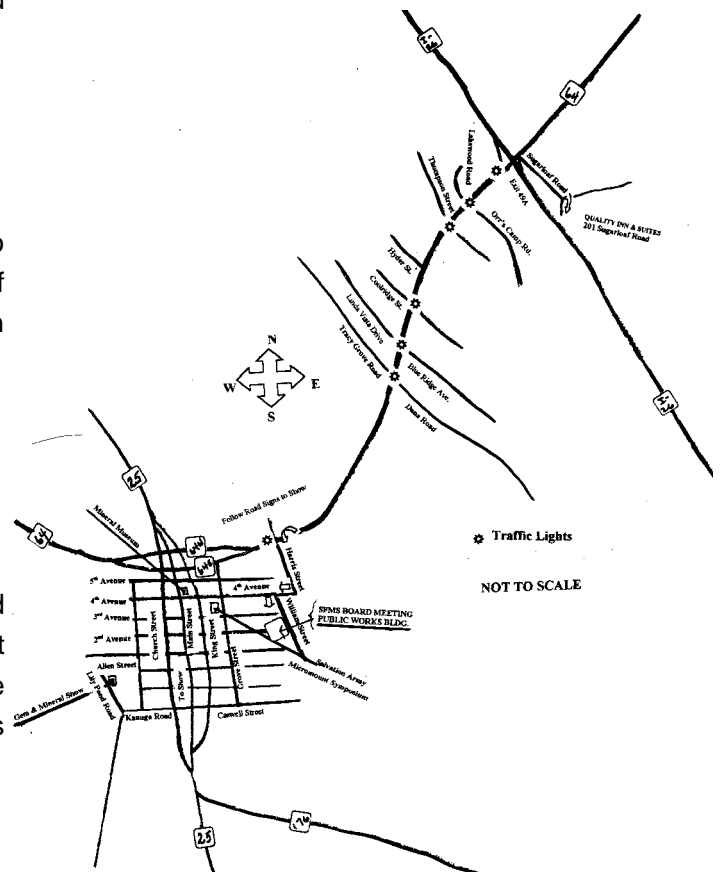 I-26
64
Lakewood Road
Thompson Street
Exit 49A
Sugarloaf Road
QUALITY INN & SUITES
201 Sugarloaf Road
Orr's Camp Rd.
Hyder St.
Coolridge St.
Linda Vista Drive
Tracy Grove Road
Blue Ridge Ave.
Dana Road
N
W E
S
I-26
25
Mineral Museum
Follow Road Signs to Show
64
64E
64E
Harris Street
Traffic Lights
NOT TO SCALE
5th Avenue
4th Avenue
4th Avenue
3rd Avenue
2nd Avenue
Church Street
Main Street
King Street
Grove Street
William Street
SFMS BOARD MEETING
PUBLIC WORKS BLDG.
Allen Street
To Show
Salvation Army
Micromount Symposium
Lily Pond Road
Gem & Mineral Show
Kanuga Road
Caswell Street
25
176